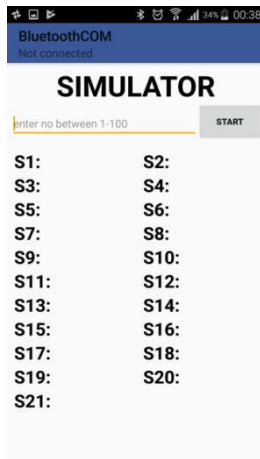 34% 00:38
BluetoothCOM
Not connected
SIMULATOR
enter no between 1-100 START
S1: S2:
S3: S4:
S5: S6:
S7: S8:
S9: S10:
S11: S12:
S13: S14:
S15: S16:
S17: S18:
S19: S20:
S21: